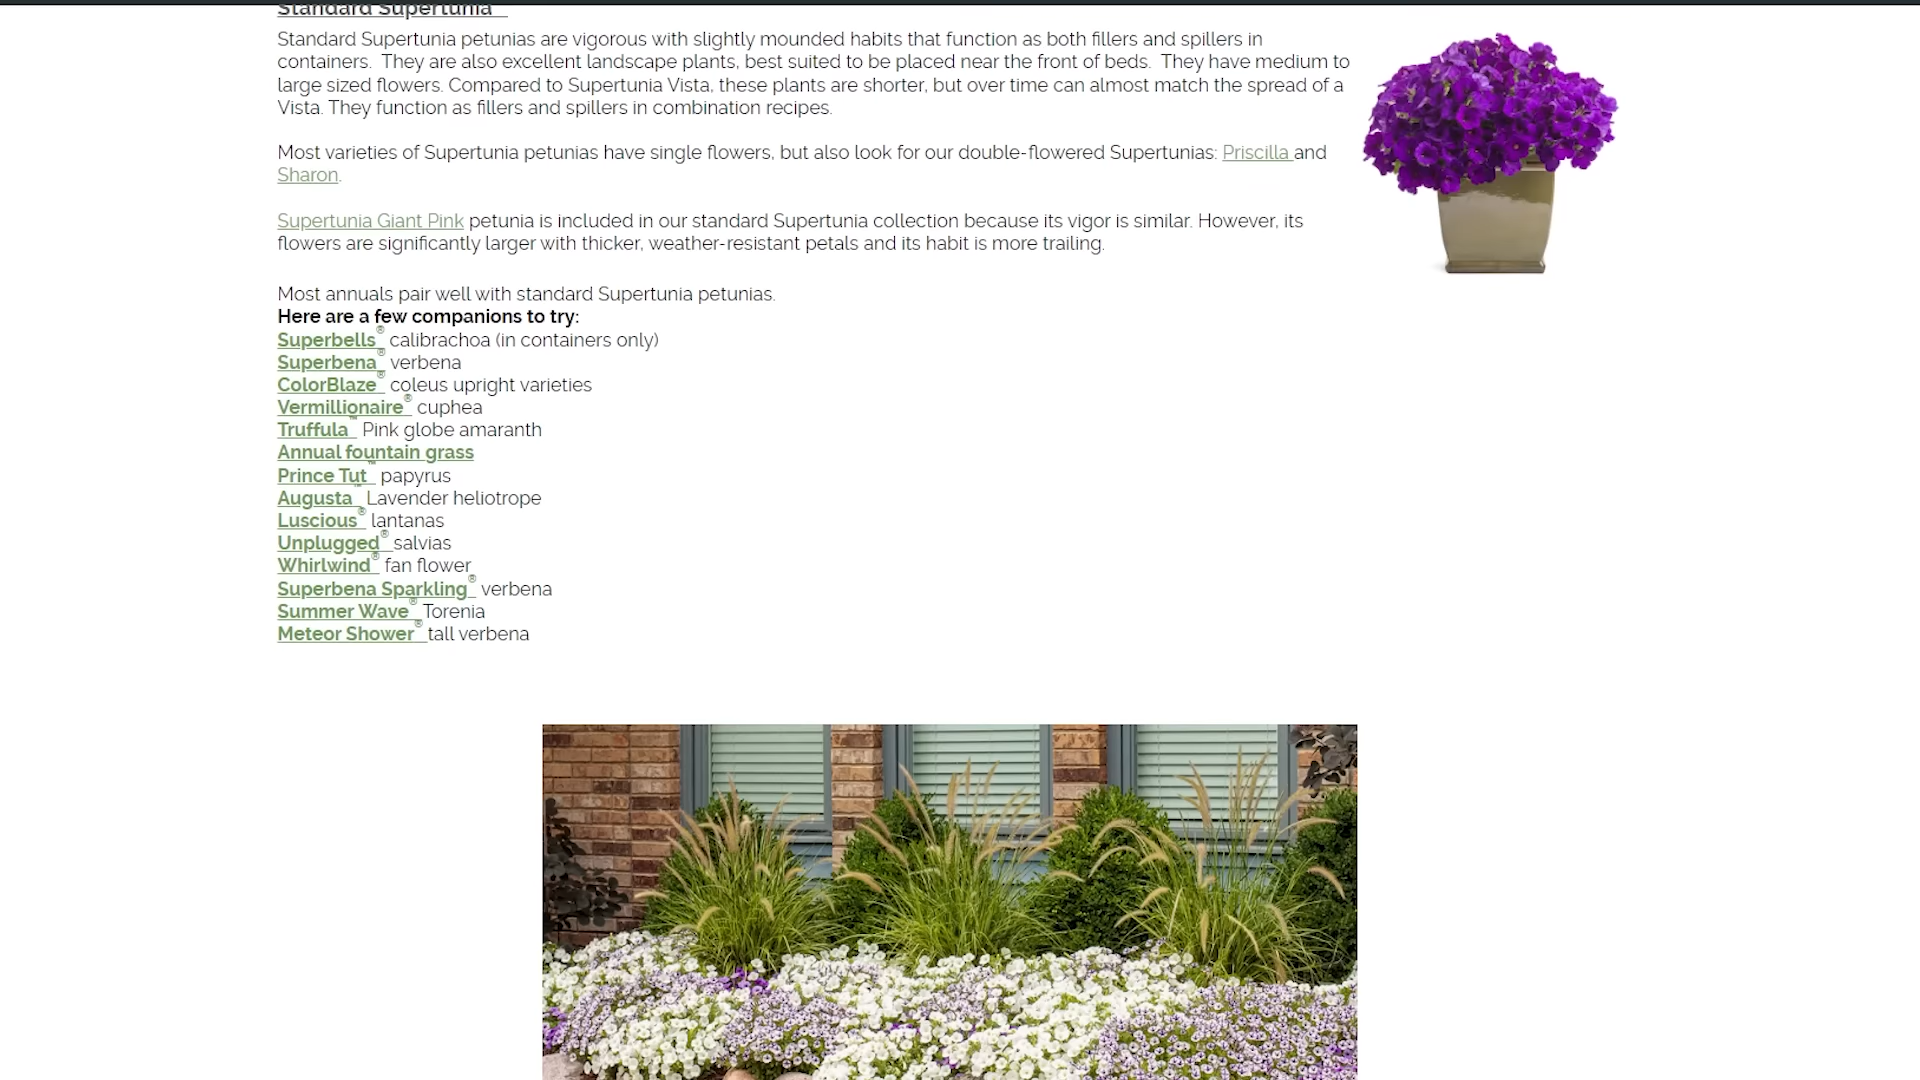 Standard Supertunia
Standard Supertunia petunias are vigorous with slightly mounded habits that function as both fillers and spillers in
containers.  They are also excellent landscape plants, best suited to be placed near the front of beds.  They have medium to
large sized flowers. Compared to Supertunia Vista, these plants are shorter, but over time can almost match the spread of a
Vista. They function as fillers and spillers in combination recipes.
Most varieties of Supertunia petunias have single flowers, but also look for our double-flowered Supertunias: Priscilla and
Sharon.
Supertunia Giant Pink petunia is included in our standard Supertunia collection because its vigor is similar. However, its
flowers are significantly larger with thicker, weather-resistant petals and its habit is more trailing.
Most annuals pair well with standard Supertunia petunias.
Here are a few companions to try:
Superbells® calibrachoa (in containers only)
Superbena® verbena
ColorBlaze® coleus upright varieties
Vermillionaire® cuphea
Truffula™ Pink globe amaranth
Annual fountain grass
Prince Tut™ papyrus
Augusta™ Lavender heliotrope
Luscious® lantanas
Unplugged® salvias
Whirlwind® fan flower
Superbena Sparkling® verbena
Summer Wave® Torenia
Meteor Shower® tall verbena